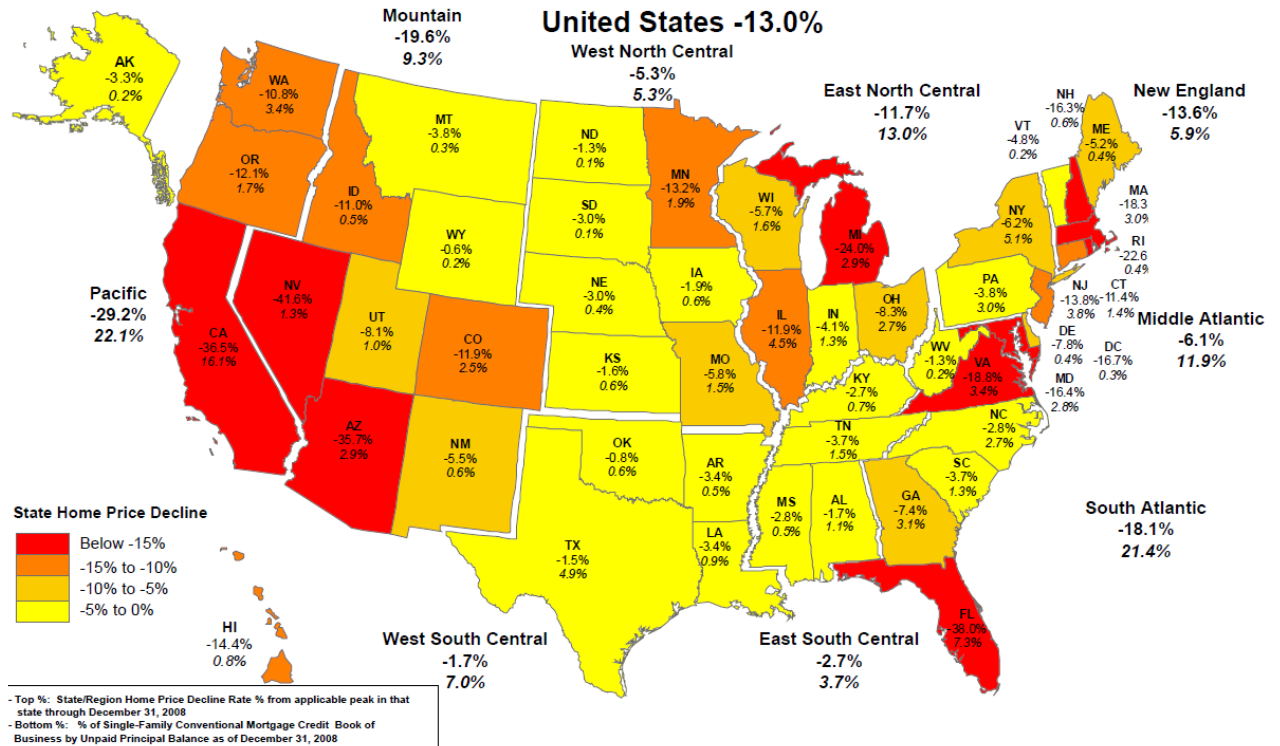 United States -13.0%
Mountain
-19.6%
9.3%
West North Central
-5.3%
5.3%
East North Central
-11.7%
13.0%
New England
-13.6%
5.9%
Pacific
-29.2%
22.1%
Middle Atlantic
-6.1%
11.9%
South Atlantic
-18.1%
21.4%
West South Central
-1.7%
7.0%
East South Central
-2.7%
3.7%
AK
-3.3%
0.2%
WA
-10.8%
3.4%
OR
-12.1%
1.7%
ID
-11.0%
0.5%
MT
-3.8%
0.3%
WY
-0.6%
0.2%
ND
-1.3%
0.1%
SD
-3.0%
0.1%
NE
-3.0%
0.4%
KS
-1.6%
0.6%
MN
-13.2%
1.9%
IA
-1.9%
0.6%
MO
-5.8%
1.5%
WI
-5.7%
1.6%
MI
-24.0%
2.9%
IL
-11.9%
4.5%
IN
-4.1%
1.3%
OH
-8.3%
2.7%
NV
-41.6%
1.3%
CA
-36.5%
16.1%
UT
-8.1%
1.0%
CO
-11.9%
2.5%
AZ
-35.7%
2.9%
NM
-5.5%
0.6%
OK
-0.8%
0.6%
TX
-1.5%
4.9%
AR
-3.4%
0.5%
LA
-3.4%
0.9%
MS
-2.8%
0.5%
AL
-1.7%
1.1%
TN
-3.7%
1.5%
KY
-2.7%
0.7%
WV
-1.3%
0.2%
VA
-18.8%
3.4%
NC
-2.8%
2.7%
SC
-3.7%
1.3%
GA
-7.4%
3.1%
FL
-38.0%
7.3%
PA
-3.8%
3.0%
NY
-6.2%
5.1%
VT
-4.8%
0.2%
NH
-16.3%
0.6%
ME
-5.2%
0.4%
MA
-18.3
3.0%
RI
-22.6
0.4%
CT
-11.4%
1.4%
NJ
-13.8%
3.8%
DE
-7.8%
0.4%
DC
-16.7%
0.3%
MD
-16.4%
2.8%
HI
-14.4%
0.8%
State Home Price Decline
Below -15%
-15% to -10%
-10% to -5%
-5% to 0%
- Top %: State/Region Home Price Decline Rate % from applicable peak in that
state through December 31, 2008
- Bottom %: % of Single-Family Conventional Mortgage Credit Book of
Business by Unpaid Principal Balance as of December 31, 2008